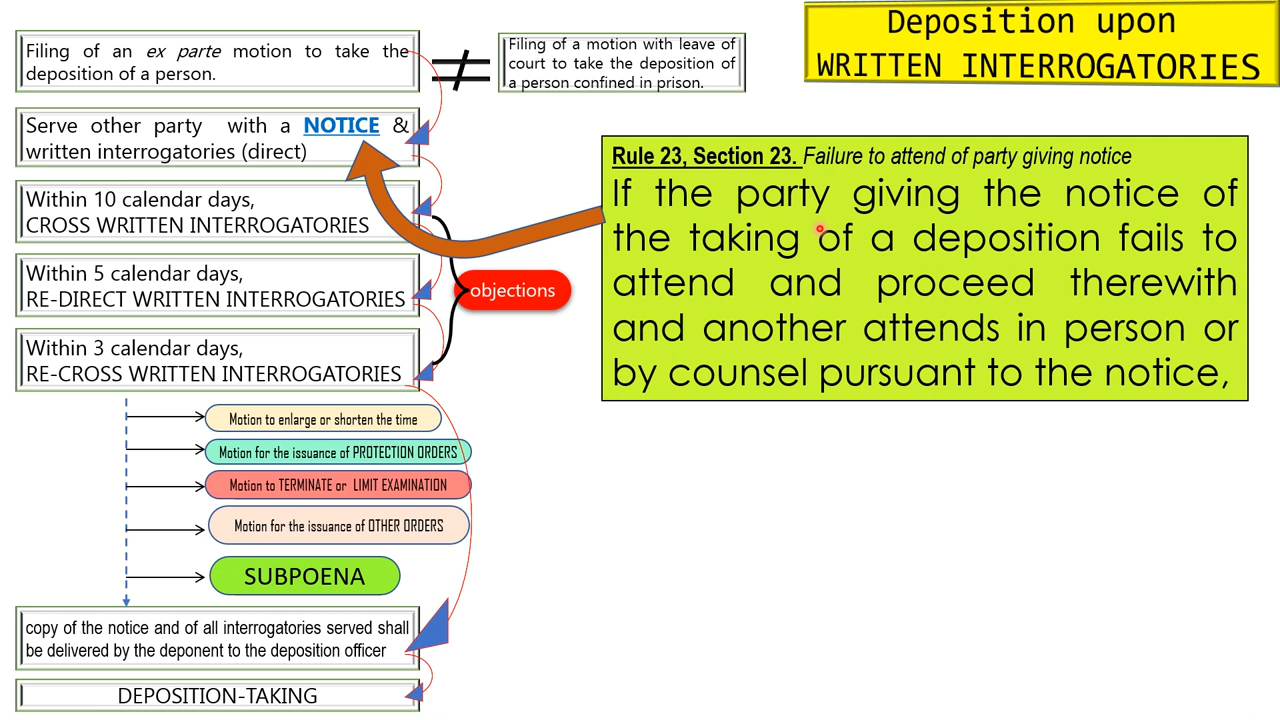 Deposition upon
WRITTEN INTERROGATORIES
Filing of an ex parte motion to take the
deposition of a person.
Filing of a motion with leave of
court to take the deposition of
a person confined in prison.
Serve other party with a NOTICE &
written interrogatories (direct)
Within 10 calendar days,
CROSS WRITTEN INTERROGATORIES
Within 5 calendar days,
RE-DIRECT WRITTEN INTERROGATORIES
objections
Within 3 calendar days,
RE-CROSS WRITTEN INTERROGATORIES
Motion to enlarge or shorten the time
Motion for the issuance of PROTECTION ORDERS
Motion to TERMINATE or LIMIT EXAMINATION
Motion for the issuance of OTHER ORDERS
SUBPOENA
copy of the notice and of all interrogatories served shall
be delivered by the deponent to the deposition officer
DEPOSITION-TAKING
Rule 23, Section 23. Failure to attend of party giving notice
If the party giving the notice of
the taking of a deposition fails to
attend and proceed therewith
and another attends in person or
by counsel pursuant to the notice,